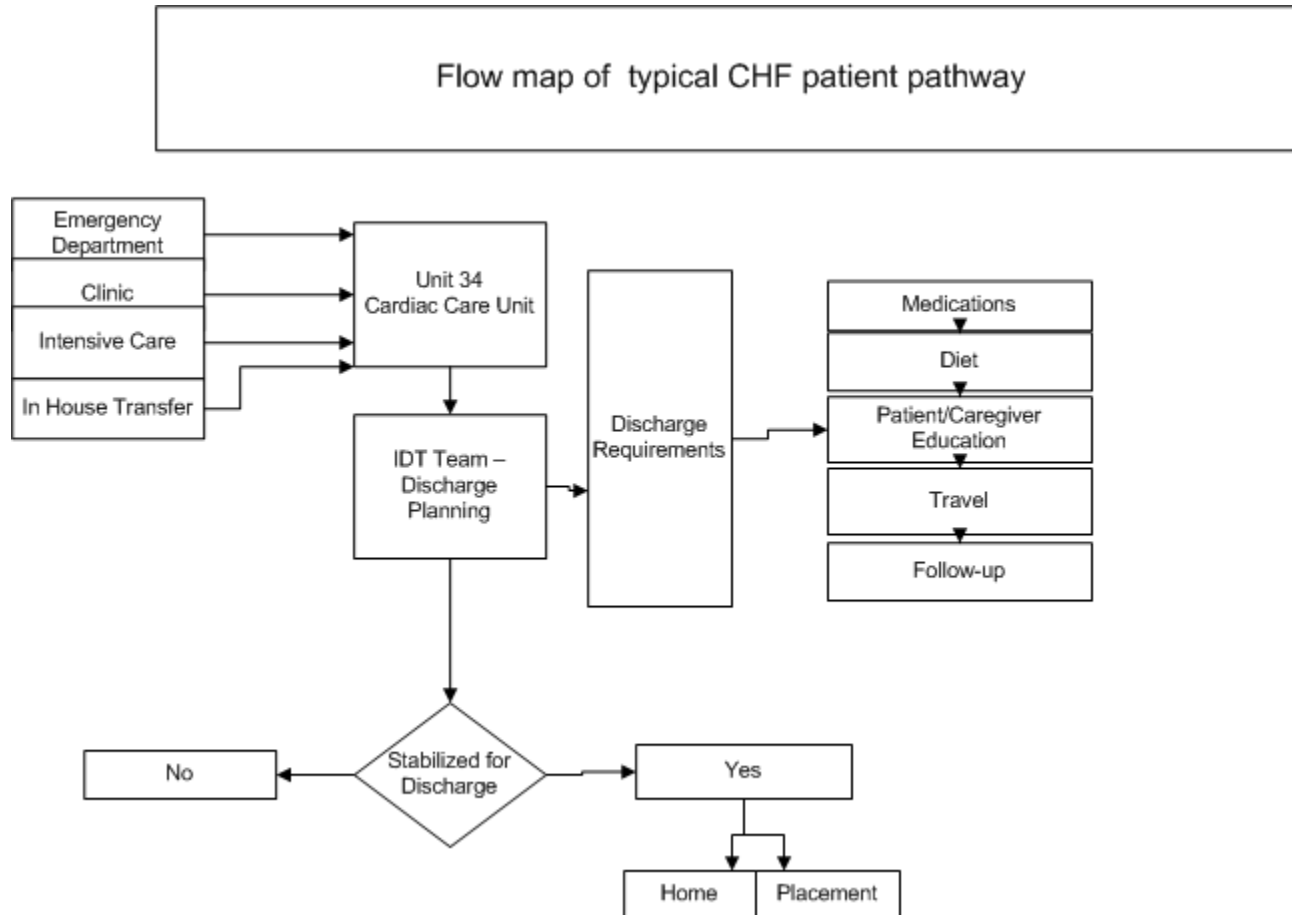 Flow map of typical CHF patient pathway
Emergency
Department
Clinic
Intensive Care
In House Transfer
Unit 34
Cardiac Care Unit
IDT Team –
Discharge
Planning
Discharge
Requirements
Medications
Diet
Patient/Caregiver
Education
Travel
Follow-up
Stabilized for
Discharge
No
Yes
Home
Placement